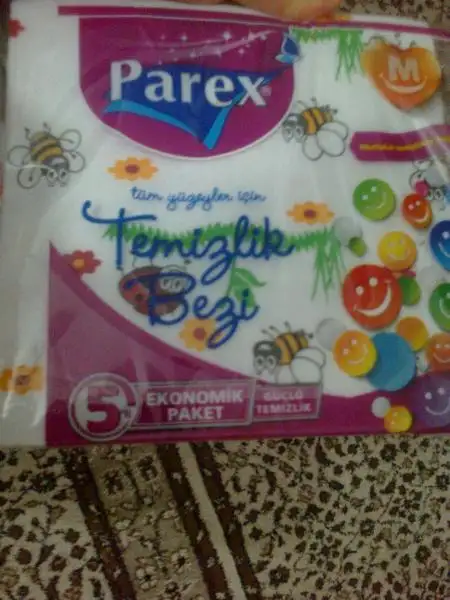 Parex®
M
tüm yüzeyler için
Temizlik
Bezi
5
EKONOMİK
PAKET
GÜÇLÜ
TEMİZLİK